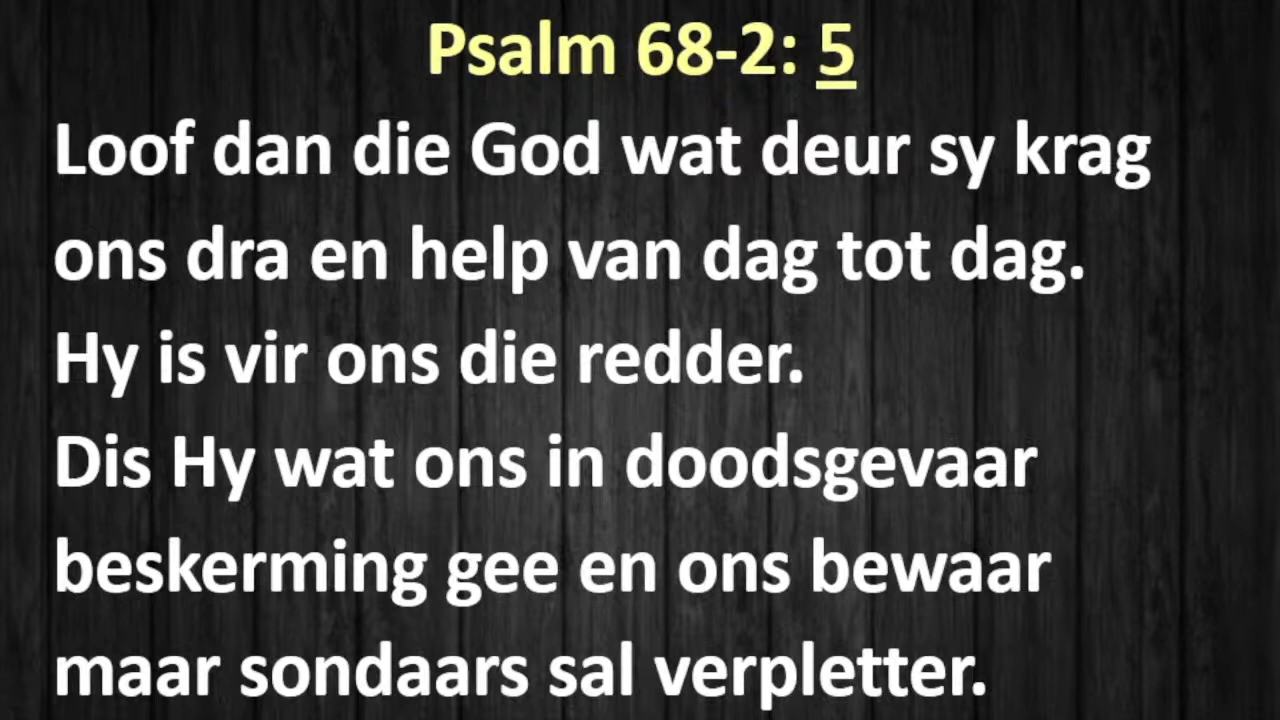 Psalm 68-2: 5
Loof dan die God wat deur sy krag
ons dra en help van dag tot dag.
Hy is vir ons die redder.
Dis Hy wat ons in doodsgevaar
beskerming gee en ons bewaar
maar sondaars sal verpletter.